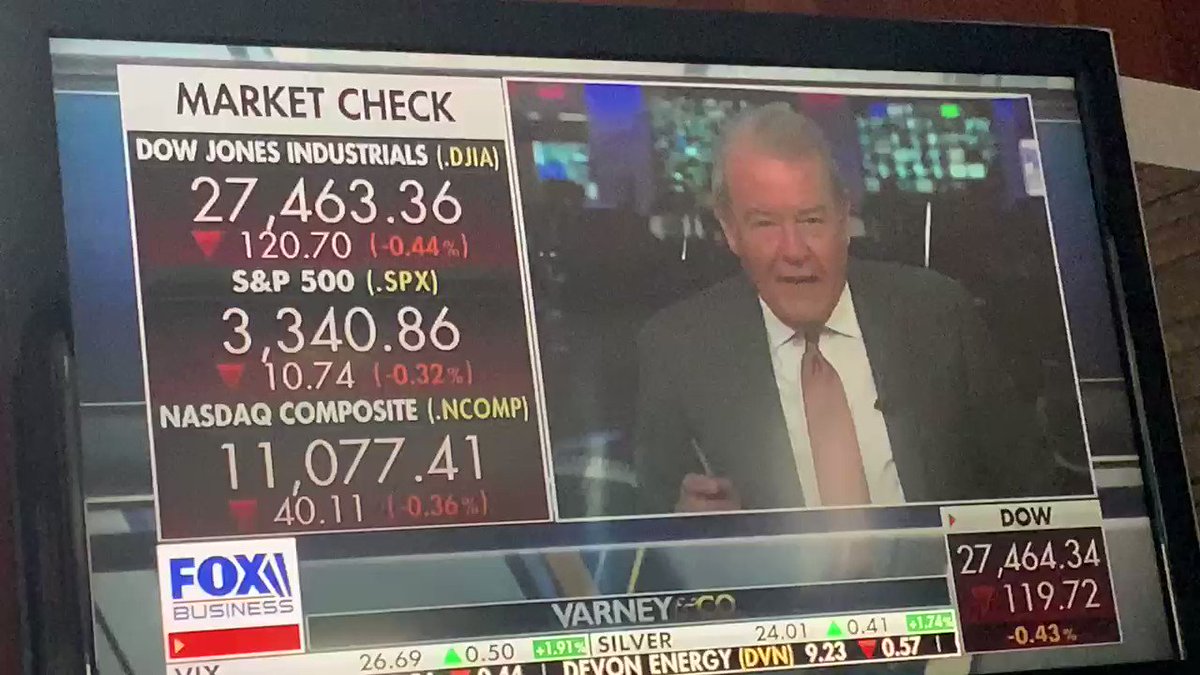 MARKET CHECK
DOW JONES INDUSTRIALS (.DJIA)
27,463.36
▼ 120.70 (-0.44%)
S&P 500 (.SPX)
3,340.86
▼ 10.74 (-0.32%)
NASDAQ COMPOSITE (.NCOMP)
11,077.41
▼ 40.11 (-0.36%)
DOW
27,464.34
▼ 119.72
-0.43%
FOX
BUSINESS
VARNEY & CO
VIX 26.69 ▲ 0.50 +1.91% SILVER 24.01 ▲ 0.41 +1.74%
0.44 DEVON ENERGY (DVN) 9.23 ▼ 0.57